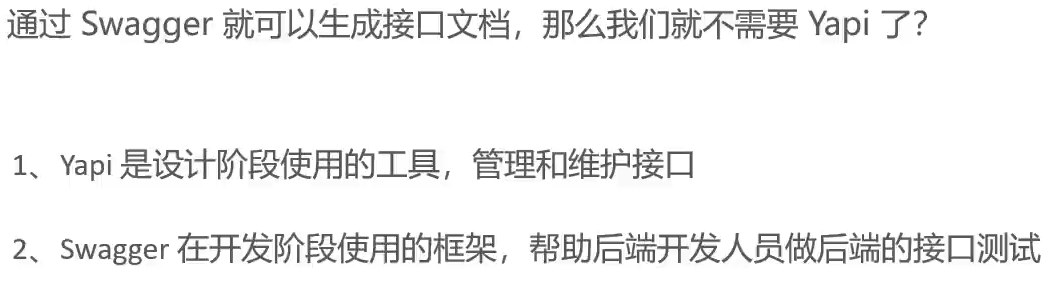 通过 Swagger 就可以生成接口文档，那么我们就不需要 Yapi 了？
1、Yapi 是设计阶段使用的工具，管理和维护接口
2、Swagger 在开发阶段使用的框架，帮助后端开发人员做后端的接口测试